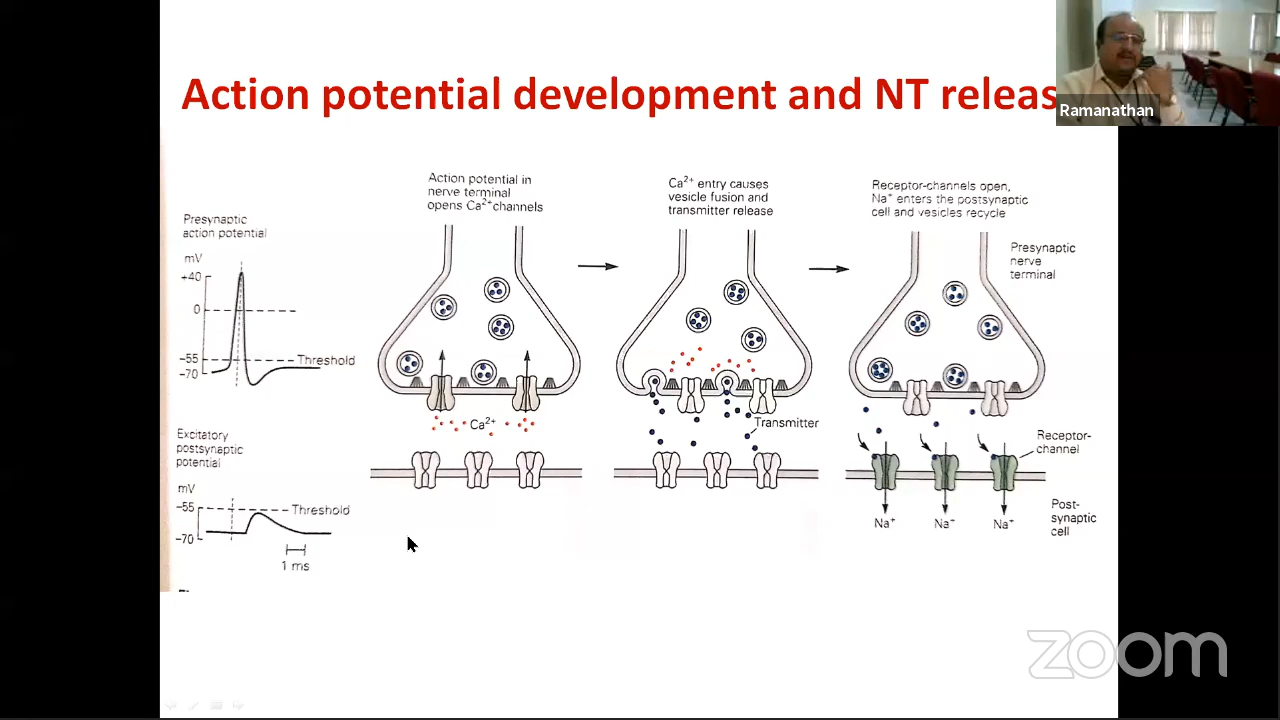 Action potential development and NT releas
Ramanathan
Presynaptic
action potential
mV
+40
0
-55
-70
Threshold
Excitatory
postsynaptic
potential
mV
-55
-70
Threshold
1 ms
Action potential in
nerve terminal
opens Ca²⁺channels
Ca²⁺
Ca²⁺ entry causes
vesicle fusion and
transmitter release
Transmitter
Receptor-channels open,
Na⁺ enters the postsynaptic
cell and vesicles recycle
Presynaptic
nerve
terminal
Receptor-
channel
Na⁺
Na⁺
Na⁺
Post-
synaptic
cell
zoom